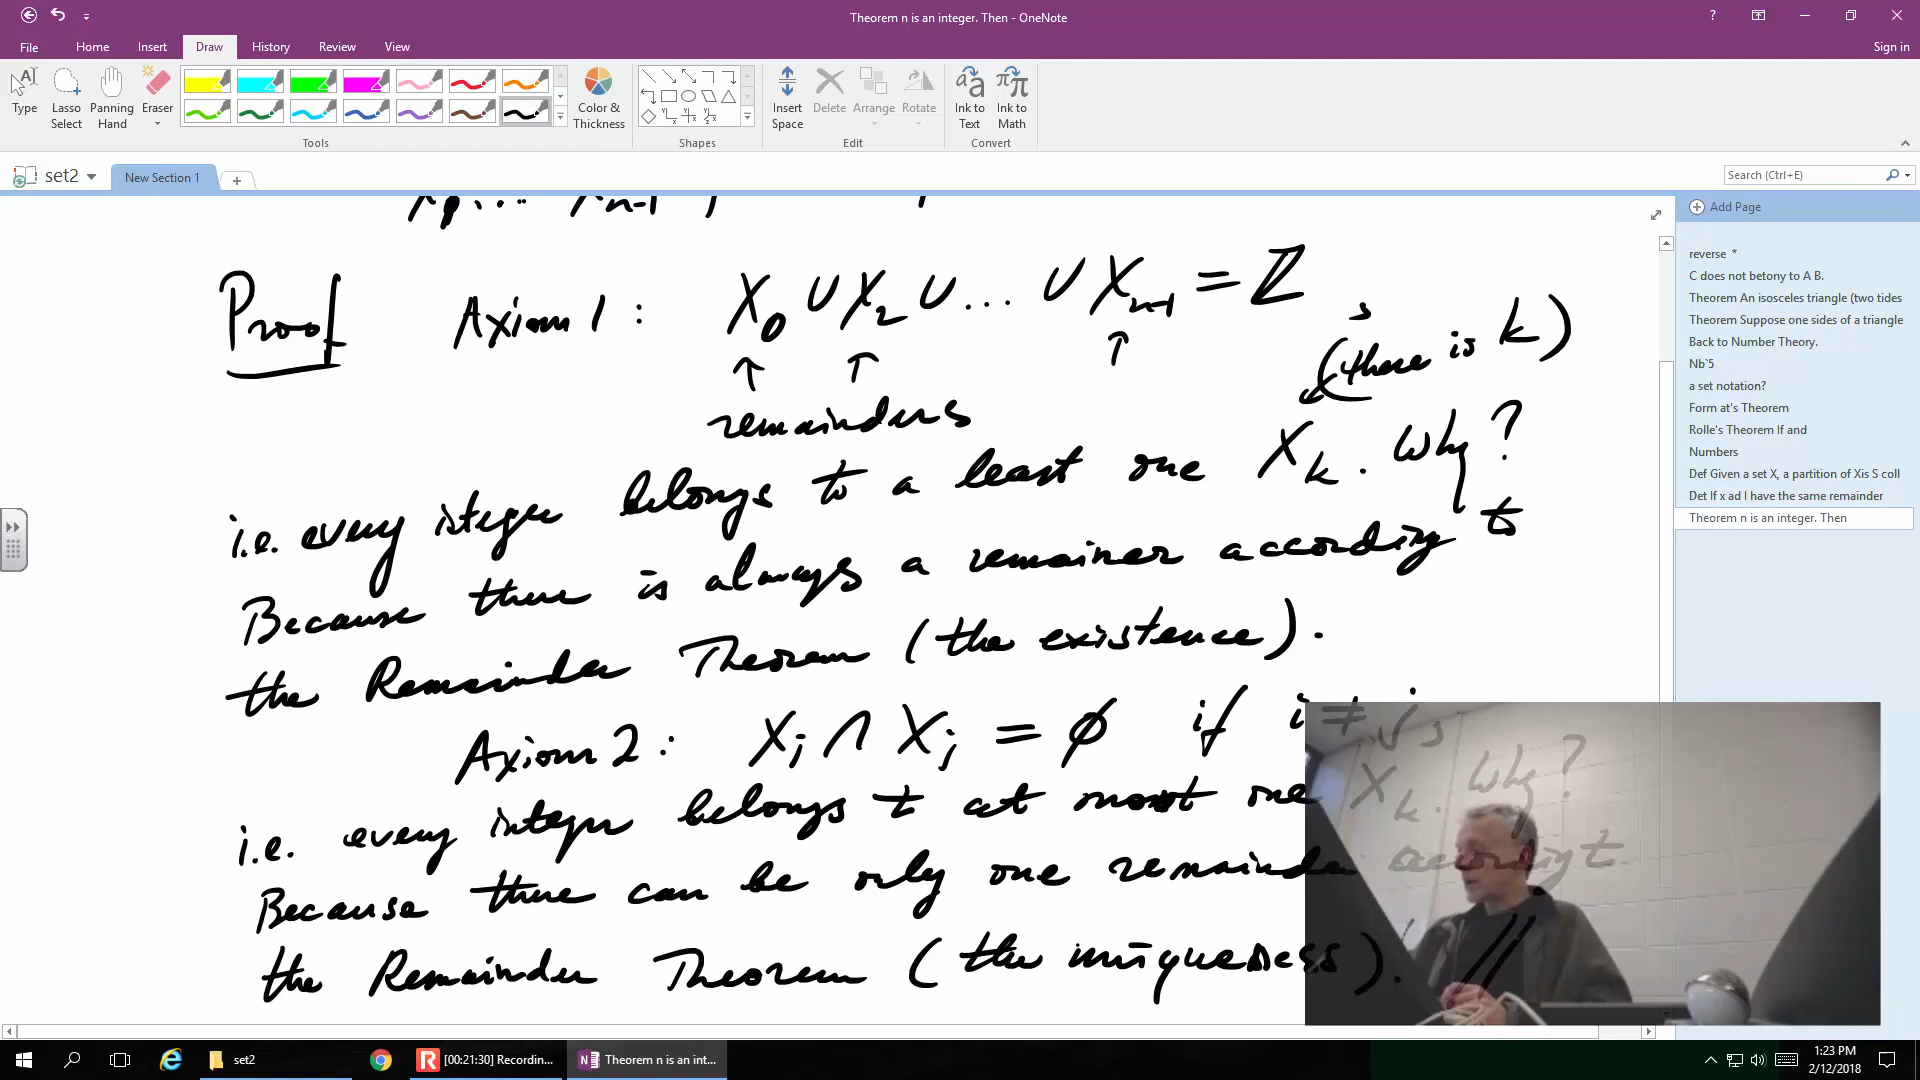 Theorem n is an integer. Then - OneNote
File Home Insert Draw History Review View Sign in
Type
Lasso Select
Panning Hand
Eraser
Color & Thickness
Insert Space
Delete
Arrange
Rotate
Ink to Text
Ink to Math
Tools Shapes Edit Convert
set2 New Section 1 Search (Ctrl+E)
Add Page
reverse *
C does not betony to A B.
Theorem An isosceles triangle (two tides
Theorem Suppose one sides of a triangle
Back to Number Theory.
Nb`5
a set notation?
Form at's Theorem
Rolle's Theorem If and
Numbers
Def Given a set X, a partition of Xis S coll
Det If x ad I have the same remainder
Theorem n is an integer. Then
Proof Axiom 1: X0 ∪ X2 ∪ ... ∪ Xn-1 = ℤ
↑ ↑ ↑ (there is k)
remainders
i.e. every integer belongs to a least one Xk. Why?
Because there is always a remainer according to
the Remainder Theorem (the existence).
Axiom 2: Xi ∩ Xj = ∅ if i ≠ j
i.e. every integer belongs t at most one Xk. Why?
Because there can be only one remainder accordigt
the Remainder Theorem (the uniqueness). //
set2
[00:21:30] Recordin...
Theorem n is an int...
1:23 PM
2/12/2018